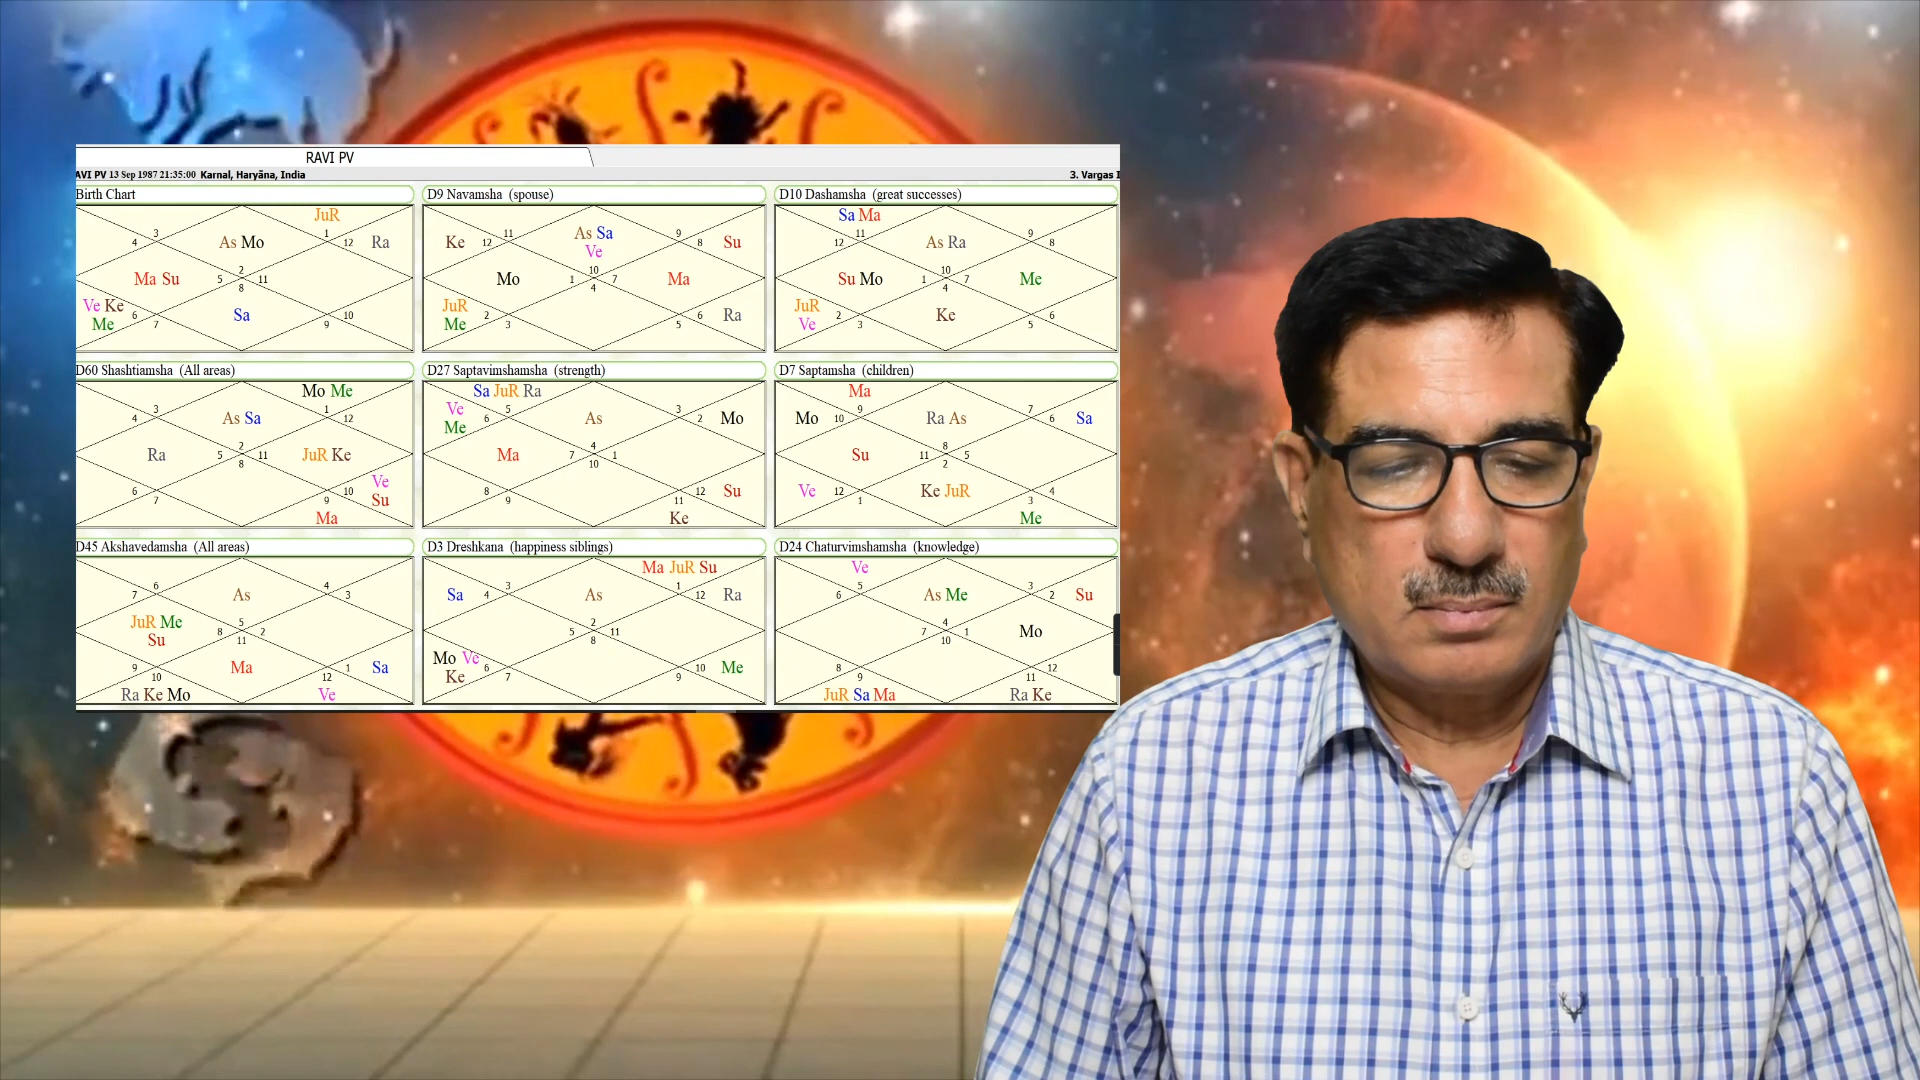 RAVI PV
AVI PV 13 Sep 1987 21:35:00 Karnal, Haryāna, India 3. Vargas I
Birth Chart
JuR
3 1
4 As Mo 12 Ra
2
Ma Su 5 11
8
Ve Ke
Me 6 Sa 10
7 9
D9 Navamsha (spouse)
11 As Sa 9
Ke 12 Ve 8 Su
10
Mo 1 7 Ma
4
JuR 2 6 Ra
Me 3 5
D10 Dashamsha (great successes)
Sa Ma
11 9
12 As Ra 8
10
Su Mo 1 7 Me
4
JuR 2 Ke 6
Ve 3 5
D60 Shashtiamsha (All areas)
Mo Me
3 1
4 As Sa 12
2
Ra 5 11 JuR Ke
8
6 10 Ve
7 9 Su
Ma
D27 Saptavimshamsha (strength)
Sa JuR Ra
Ve 5 3
Me 6 As 2 Mo
4
Ma 7 1
10
8 12 Su
9 11
Ke
D7 Saptamsha (children)
Ma
9 7
Mo 10 Ra As 6 Sa
8
Su 11 5
2
Ve 12 Ke JuR 4
1 3
Me
D45 Akshavedamsha (All areas)
6 4
7 As 3
JuR Me 5
Su 8 2
11
9 Ma 1 Sa
10 12
Ra Ke Mo Ve
D3 Dreshkana (happiness siblings)
Ma JuR Su
3 1
Sa 4 As 12 Ra
2
5 11
8
Mo Ve
Ke 6 10 Me
7 9
D24 Chaturvimshamsha (knowledge)
Ve
5 3
6 As Me 2 Su
4
7 1 Mo
10
8 12
9 11
JuR Sa Ma Ra Ke